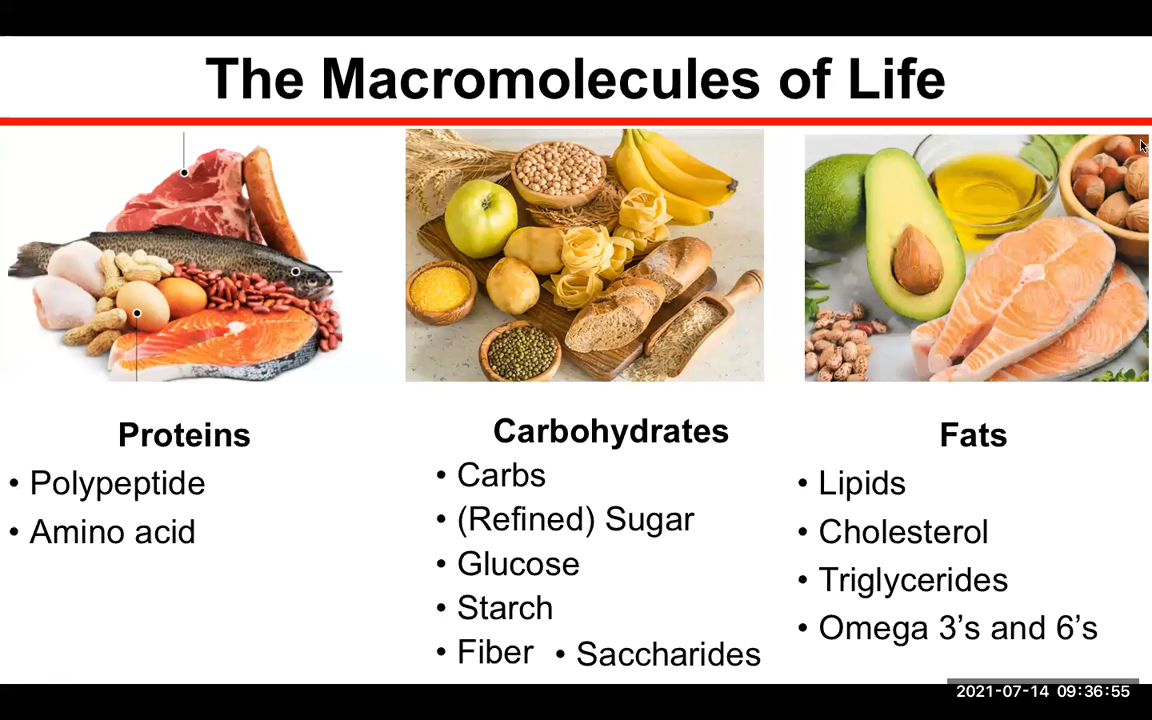 The Macromolecules of Life
Proteins
• Polypeptide
• Amino acid
Carbohydrates
• Carbs
• (Refined) Sugar
• Glucose
• Starch
• Fiber • Saccharides
Fats
• Lipids
• Cholesterol
• Triglycerides
• Omega 3’s and 6’s
2021-07-14 09:36:55